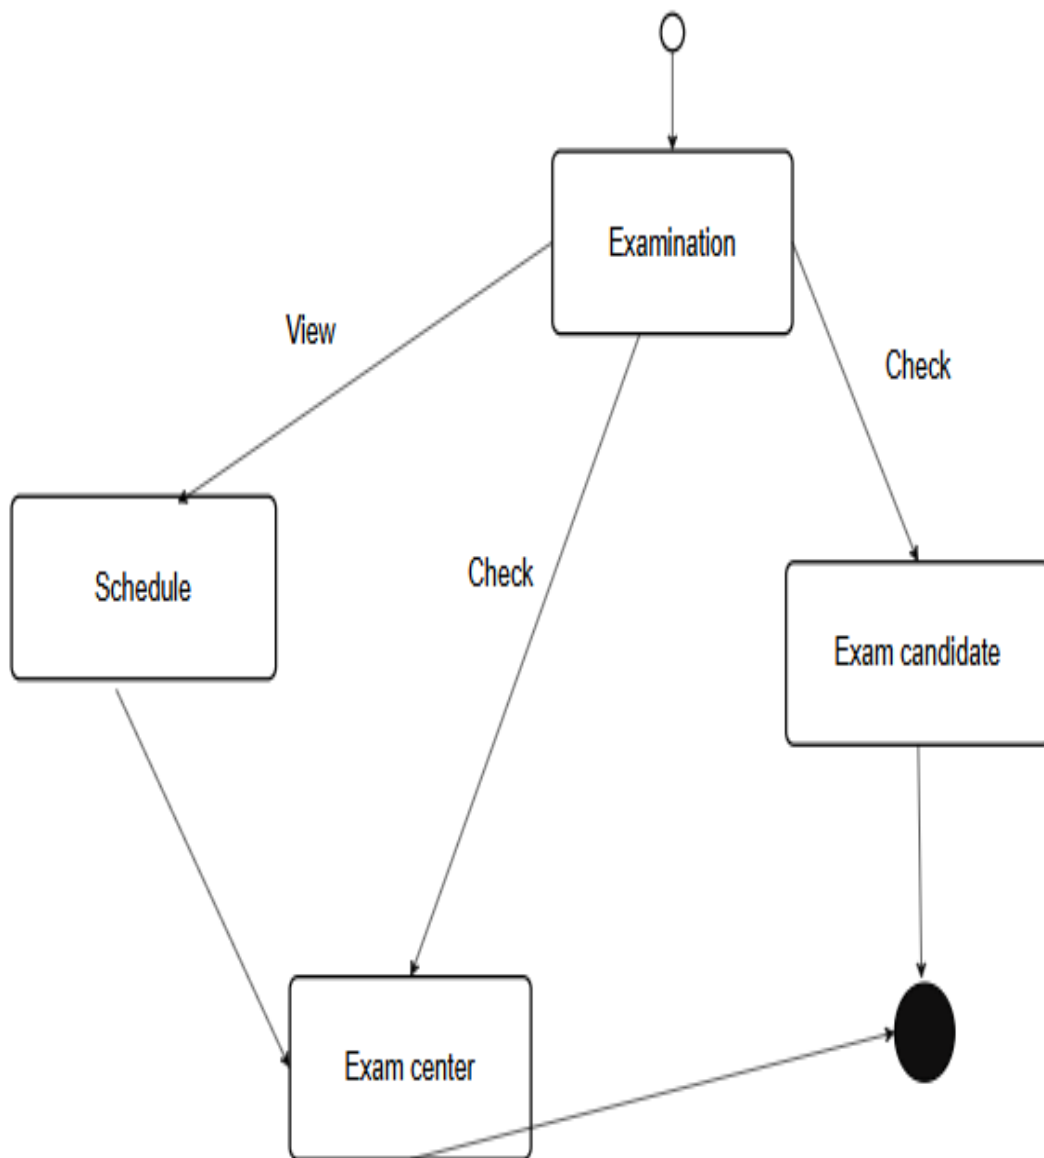 Examination
View
Check
Check
Schedule
Exam candidate
Exam center